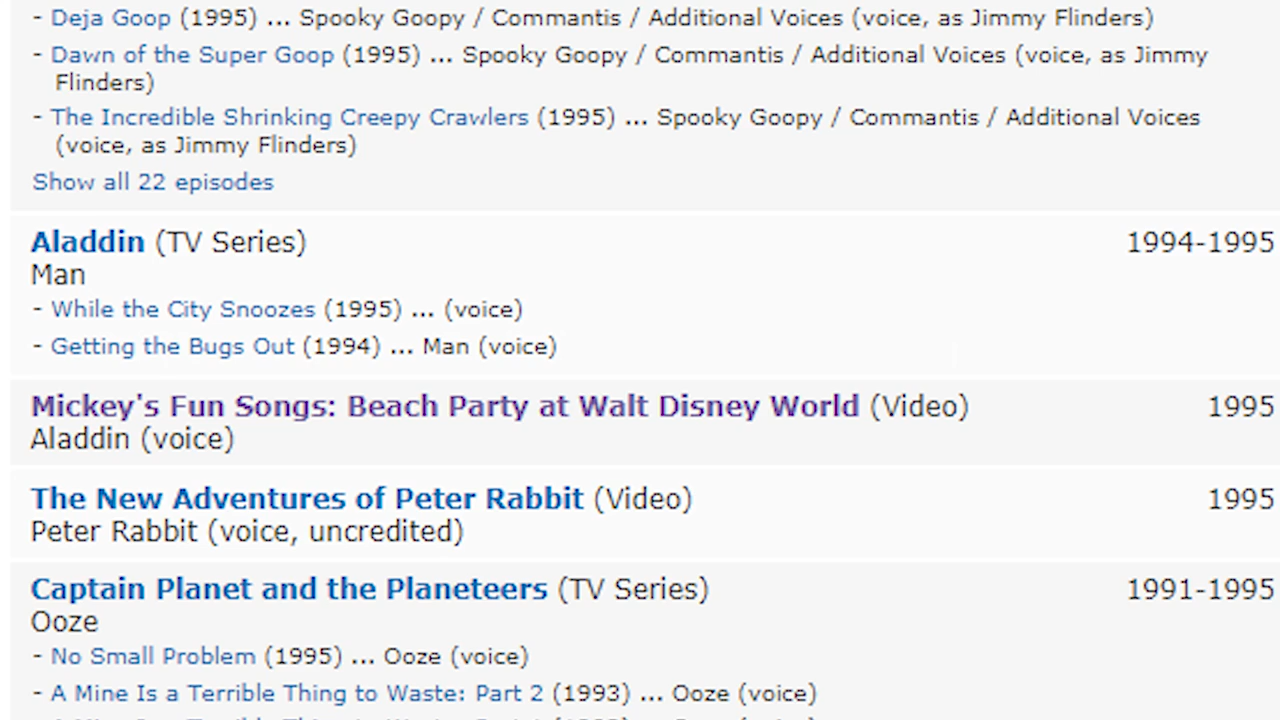 - Deja Goop (1995) ... Spooky Goopy / Commantis / Additional Voices (voice, as Jimmy Flinders)
- Dawn of the Super Goop (1995) ... Spooky Goopy / Commantis / Additional Voices (voice, as Jimmy
Flinders)
- The Incredible Shrinking Creepy Crawlers (1995) ... Spooky Goopy / Commantis / Additional Voices
(voice, as Jimmy Flinders)
Show all 22 episodes
Aladdin (TV Series) 1994-1995
Man
- While the City Snoozes (1995) ... (voice)
- Getting the Bugs Out (1994) ... Man (voice)
Mickey's Fun Songs: Beach Party at Walt Disney World (Video) 1995
Aladdin (voice)
The New Adventures of Peter Rabbit (Video) 1995
Peter Rabbit (voice, uncredited)
Captain Planet and the Planeteers (TV Series) 1991-1995
Ooze
- No Small Problem (1995) ... Ooze (voice)
- A Mine Is a Terrible Thing to Waste: Part 2 (1993) ... Ooze (voice)